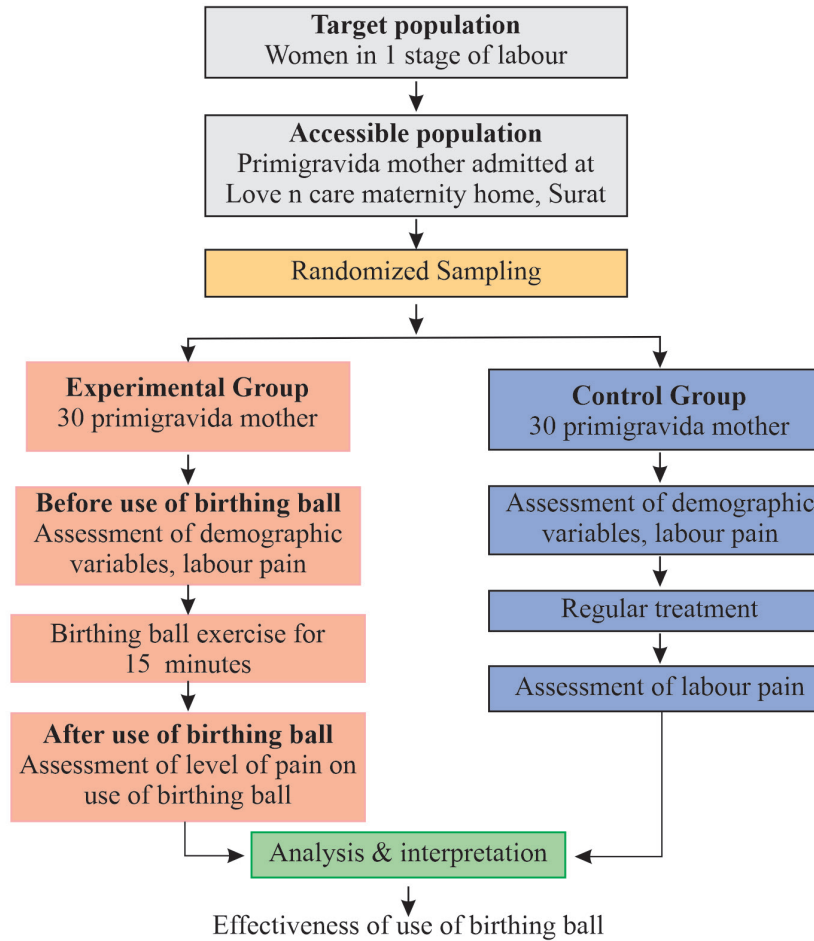 Target population
Women in 1 stage of labour
Accessible population
Primigravida mother admitted at
Love n care maternity home, Surat
Randomized Sampling
Experimental Group
30 primigravida mother
Before use of birthing ball
Assessment of demographic
variables, labour pain
Birthing ball exercise for
15 minutes
After use of birthing ball
Assessment of level of pain on
use of birthing ball
Control Group
30 primigravida mother
Assessment of demographic
variables, labour pain
Regular treatment
Assessment of labour pain
Analysis & interpretation
Effectiveness of use of birthing ball